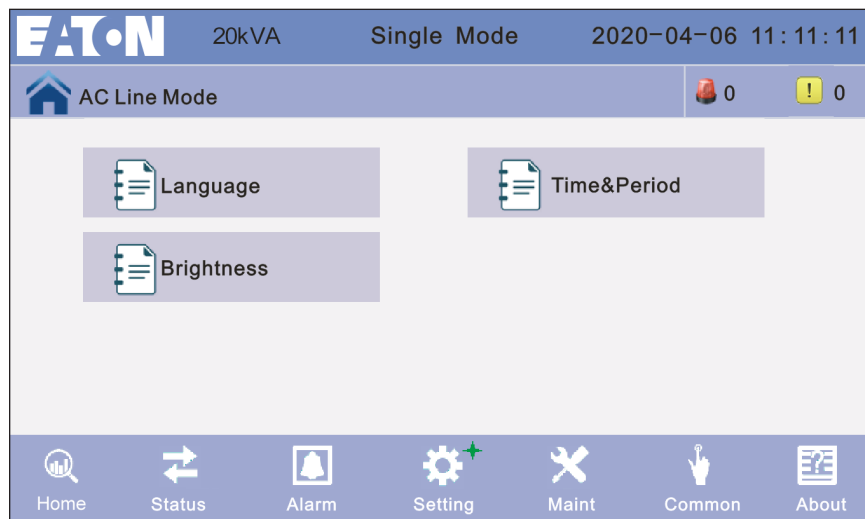 EATON 20kVA Single Mode 2020-04-06 11:11:11
AC Line Mode 0 ! 0
Language Time&Period
Brightness
Home Status Alarm Setting Maint Common About